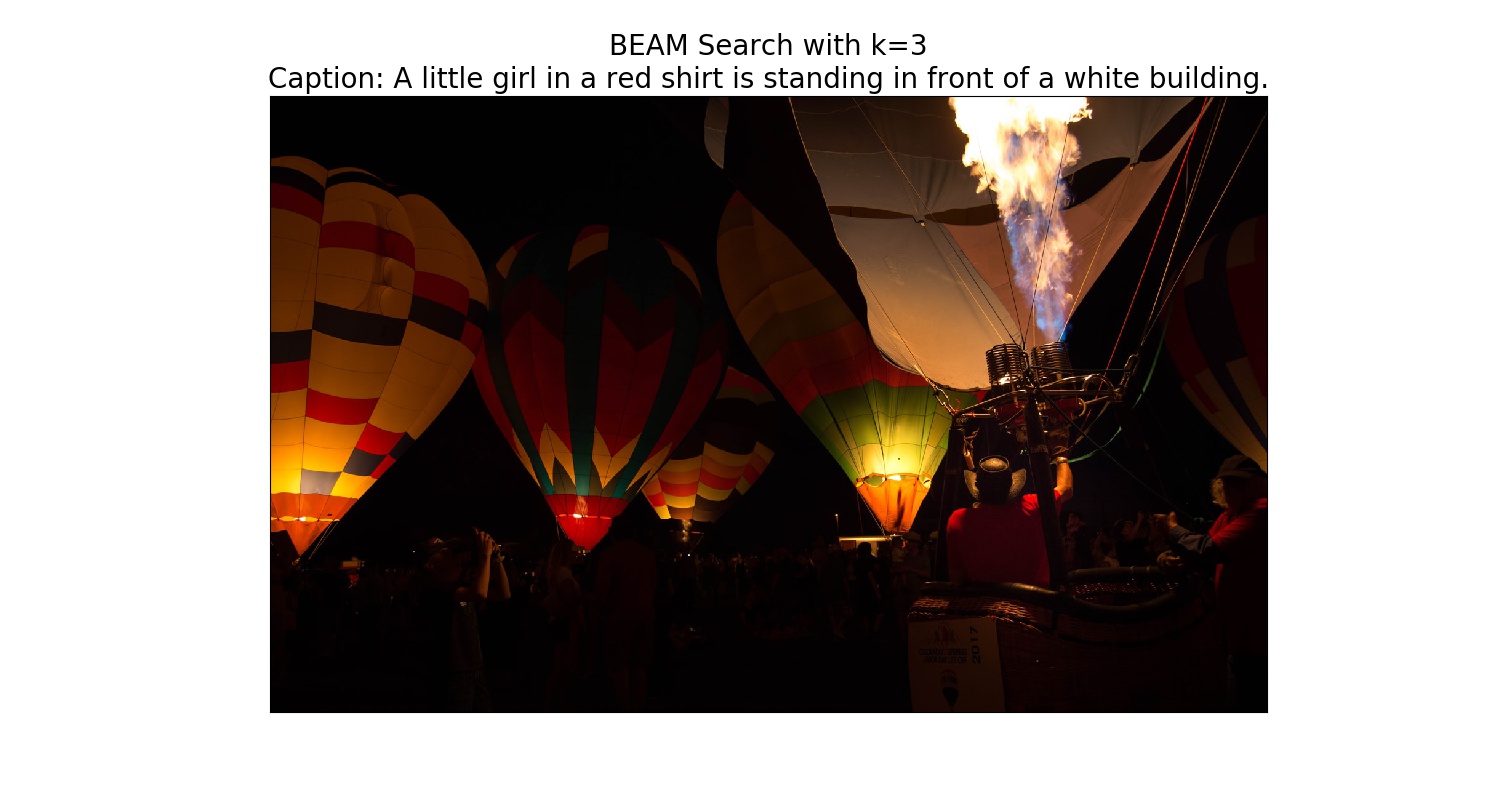 BEAM Search with k=3
Caption: A little girl in a red shirt is standing in front of a white building.
2017